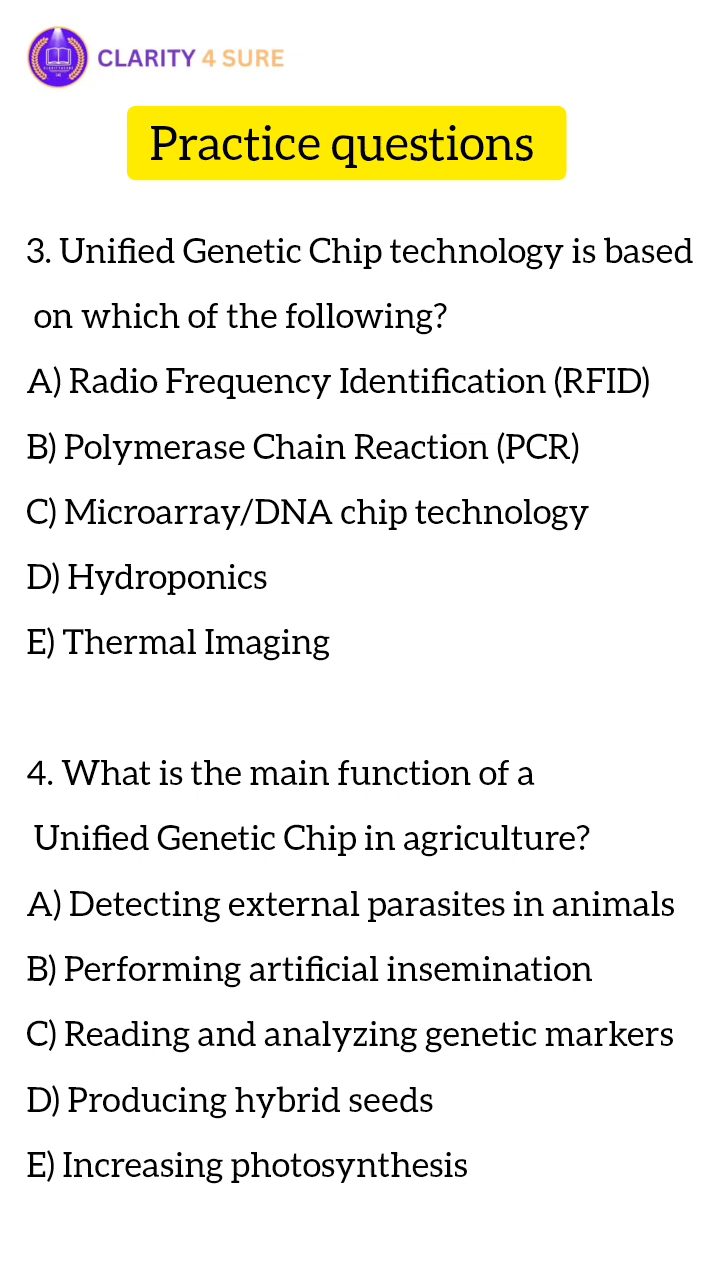 CLARITY 4 SURE
Practice questions
3. Unified Genetic Chip technology is based
on which of the following?
A) Radio Frequency Identification (RFID)
B) Polymerase Chain Reaction (PCR)
C) Microarray/DNA chip technology
D) Hydroponics
E) Thermal Imaging
4. What is the main function of a
Unified Genetic Chip in agriculture?
A) Detecting external parasites in animals
B) Performing artificial insemination
C) Reading and analyzing genetic markers
D) Producing hybrid seeds
E) Increasing photosynthesis